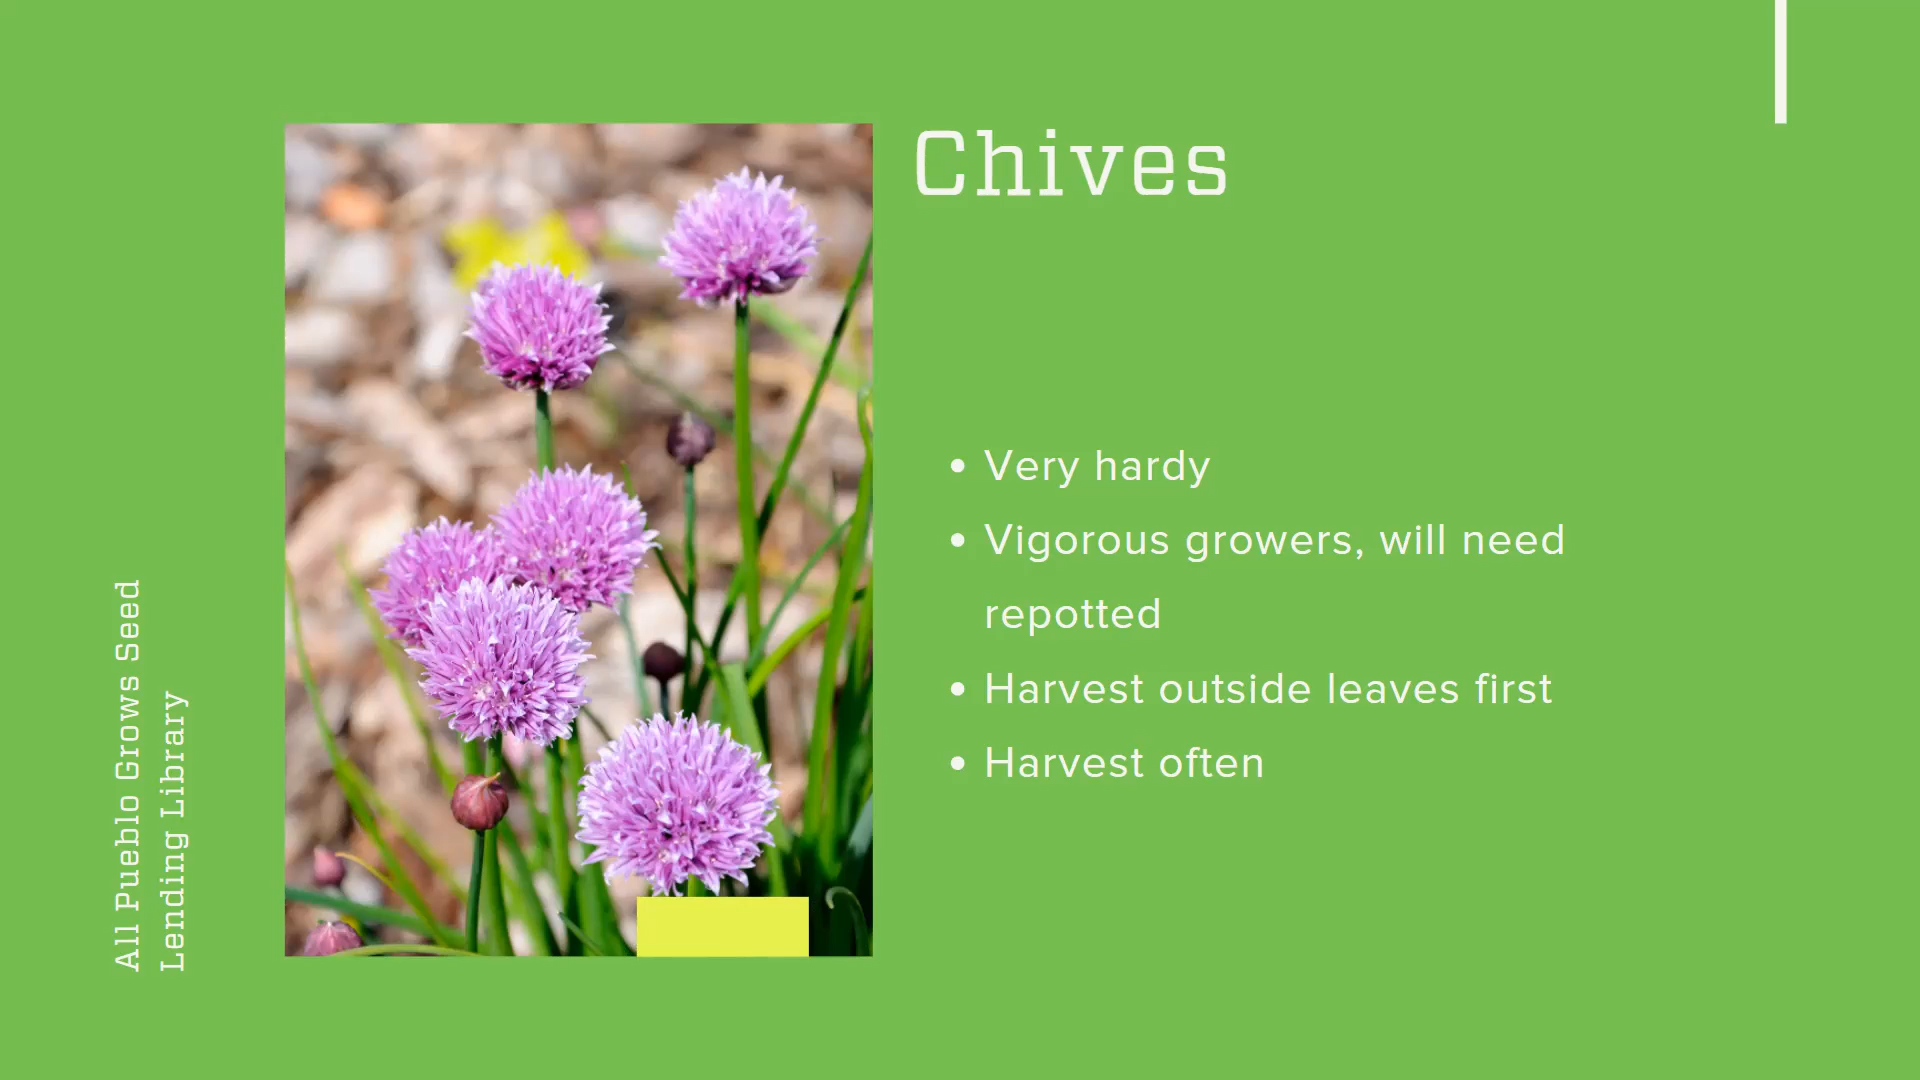 Chives
Very hardy
Vigorous growers, will need
repotted
Harvest outside leaves first
Harvest often
All Pueblo Grows Seed
Lending Library